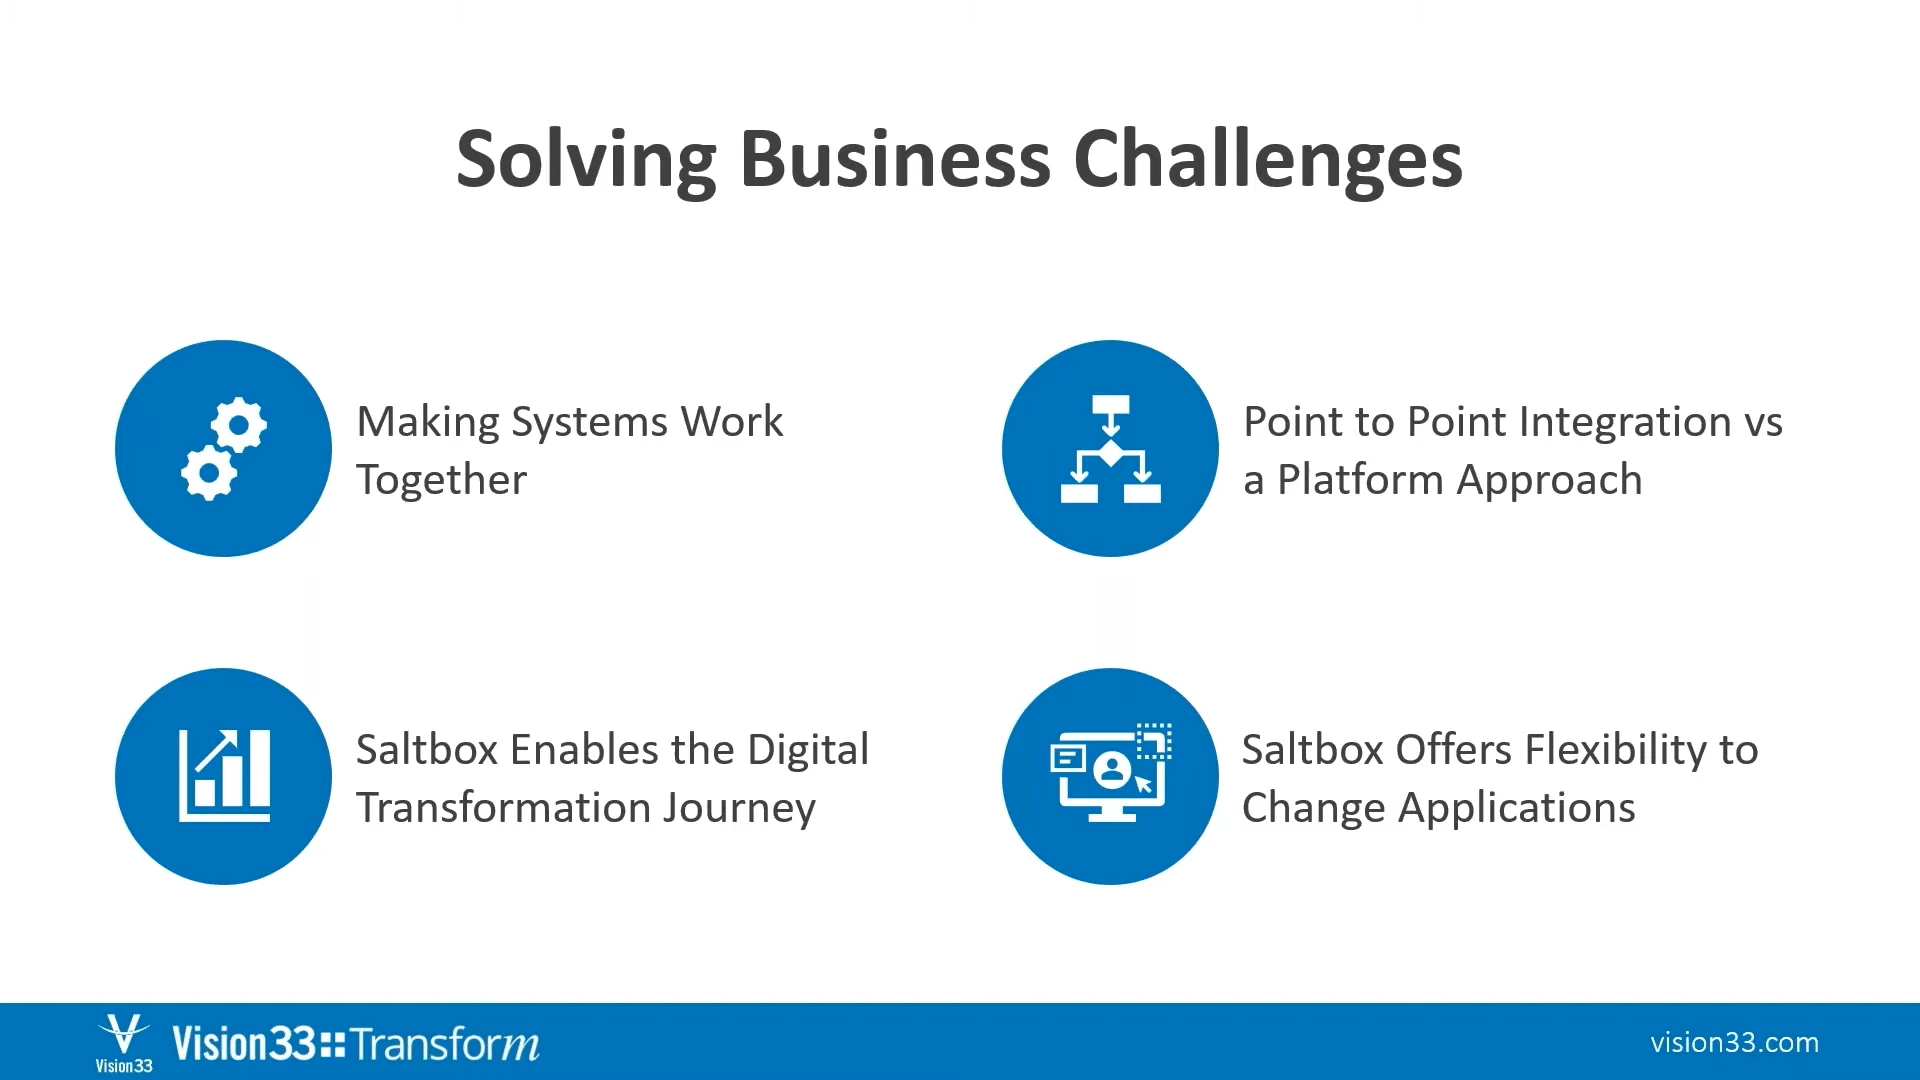 Solving Business Challenges
Making Systems Work
Together
Point to Point Integration vs
a Platform Approach
Saltbox Enables the Digital
Transformation Journey
Saltbox Offers Flexibility to
Change Applications
Vision33
Vision33::Transform
vision33.com